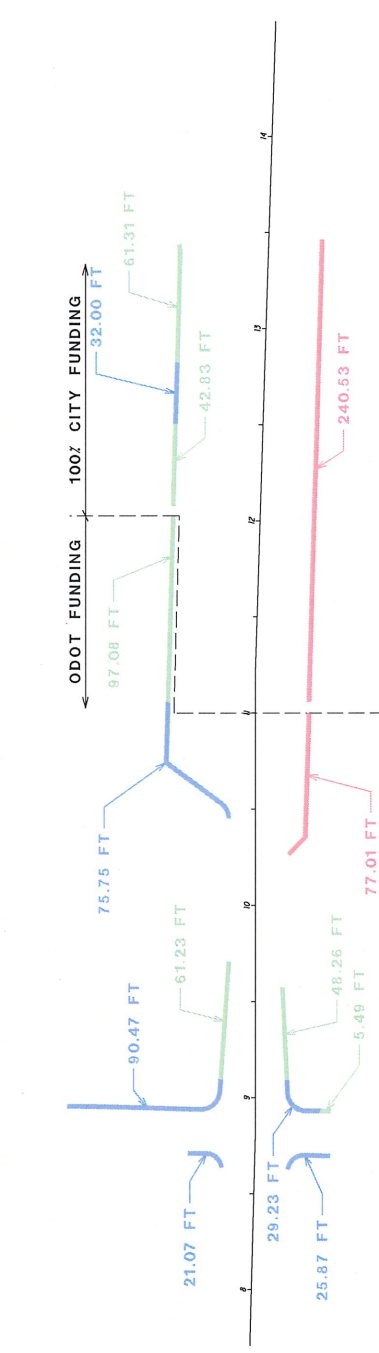 100% CITY FUNDING
ODOT FUNDING
61.31 FT
32.00 FT
42.83 FT
97.08 FT
75.75 FT
61.23 FT
90.47 FT
21.07 FT
240.53 FT
77.01 FT
48.26 FT
5.49 FT
29.23 FT
25.87 FT
14
13
12
11
10
9
8